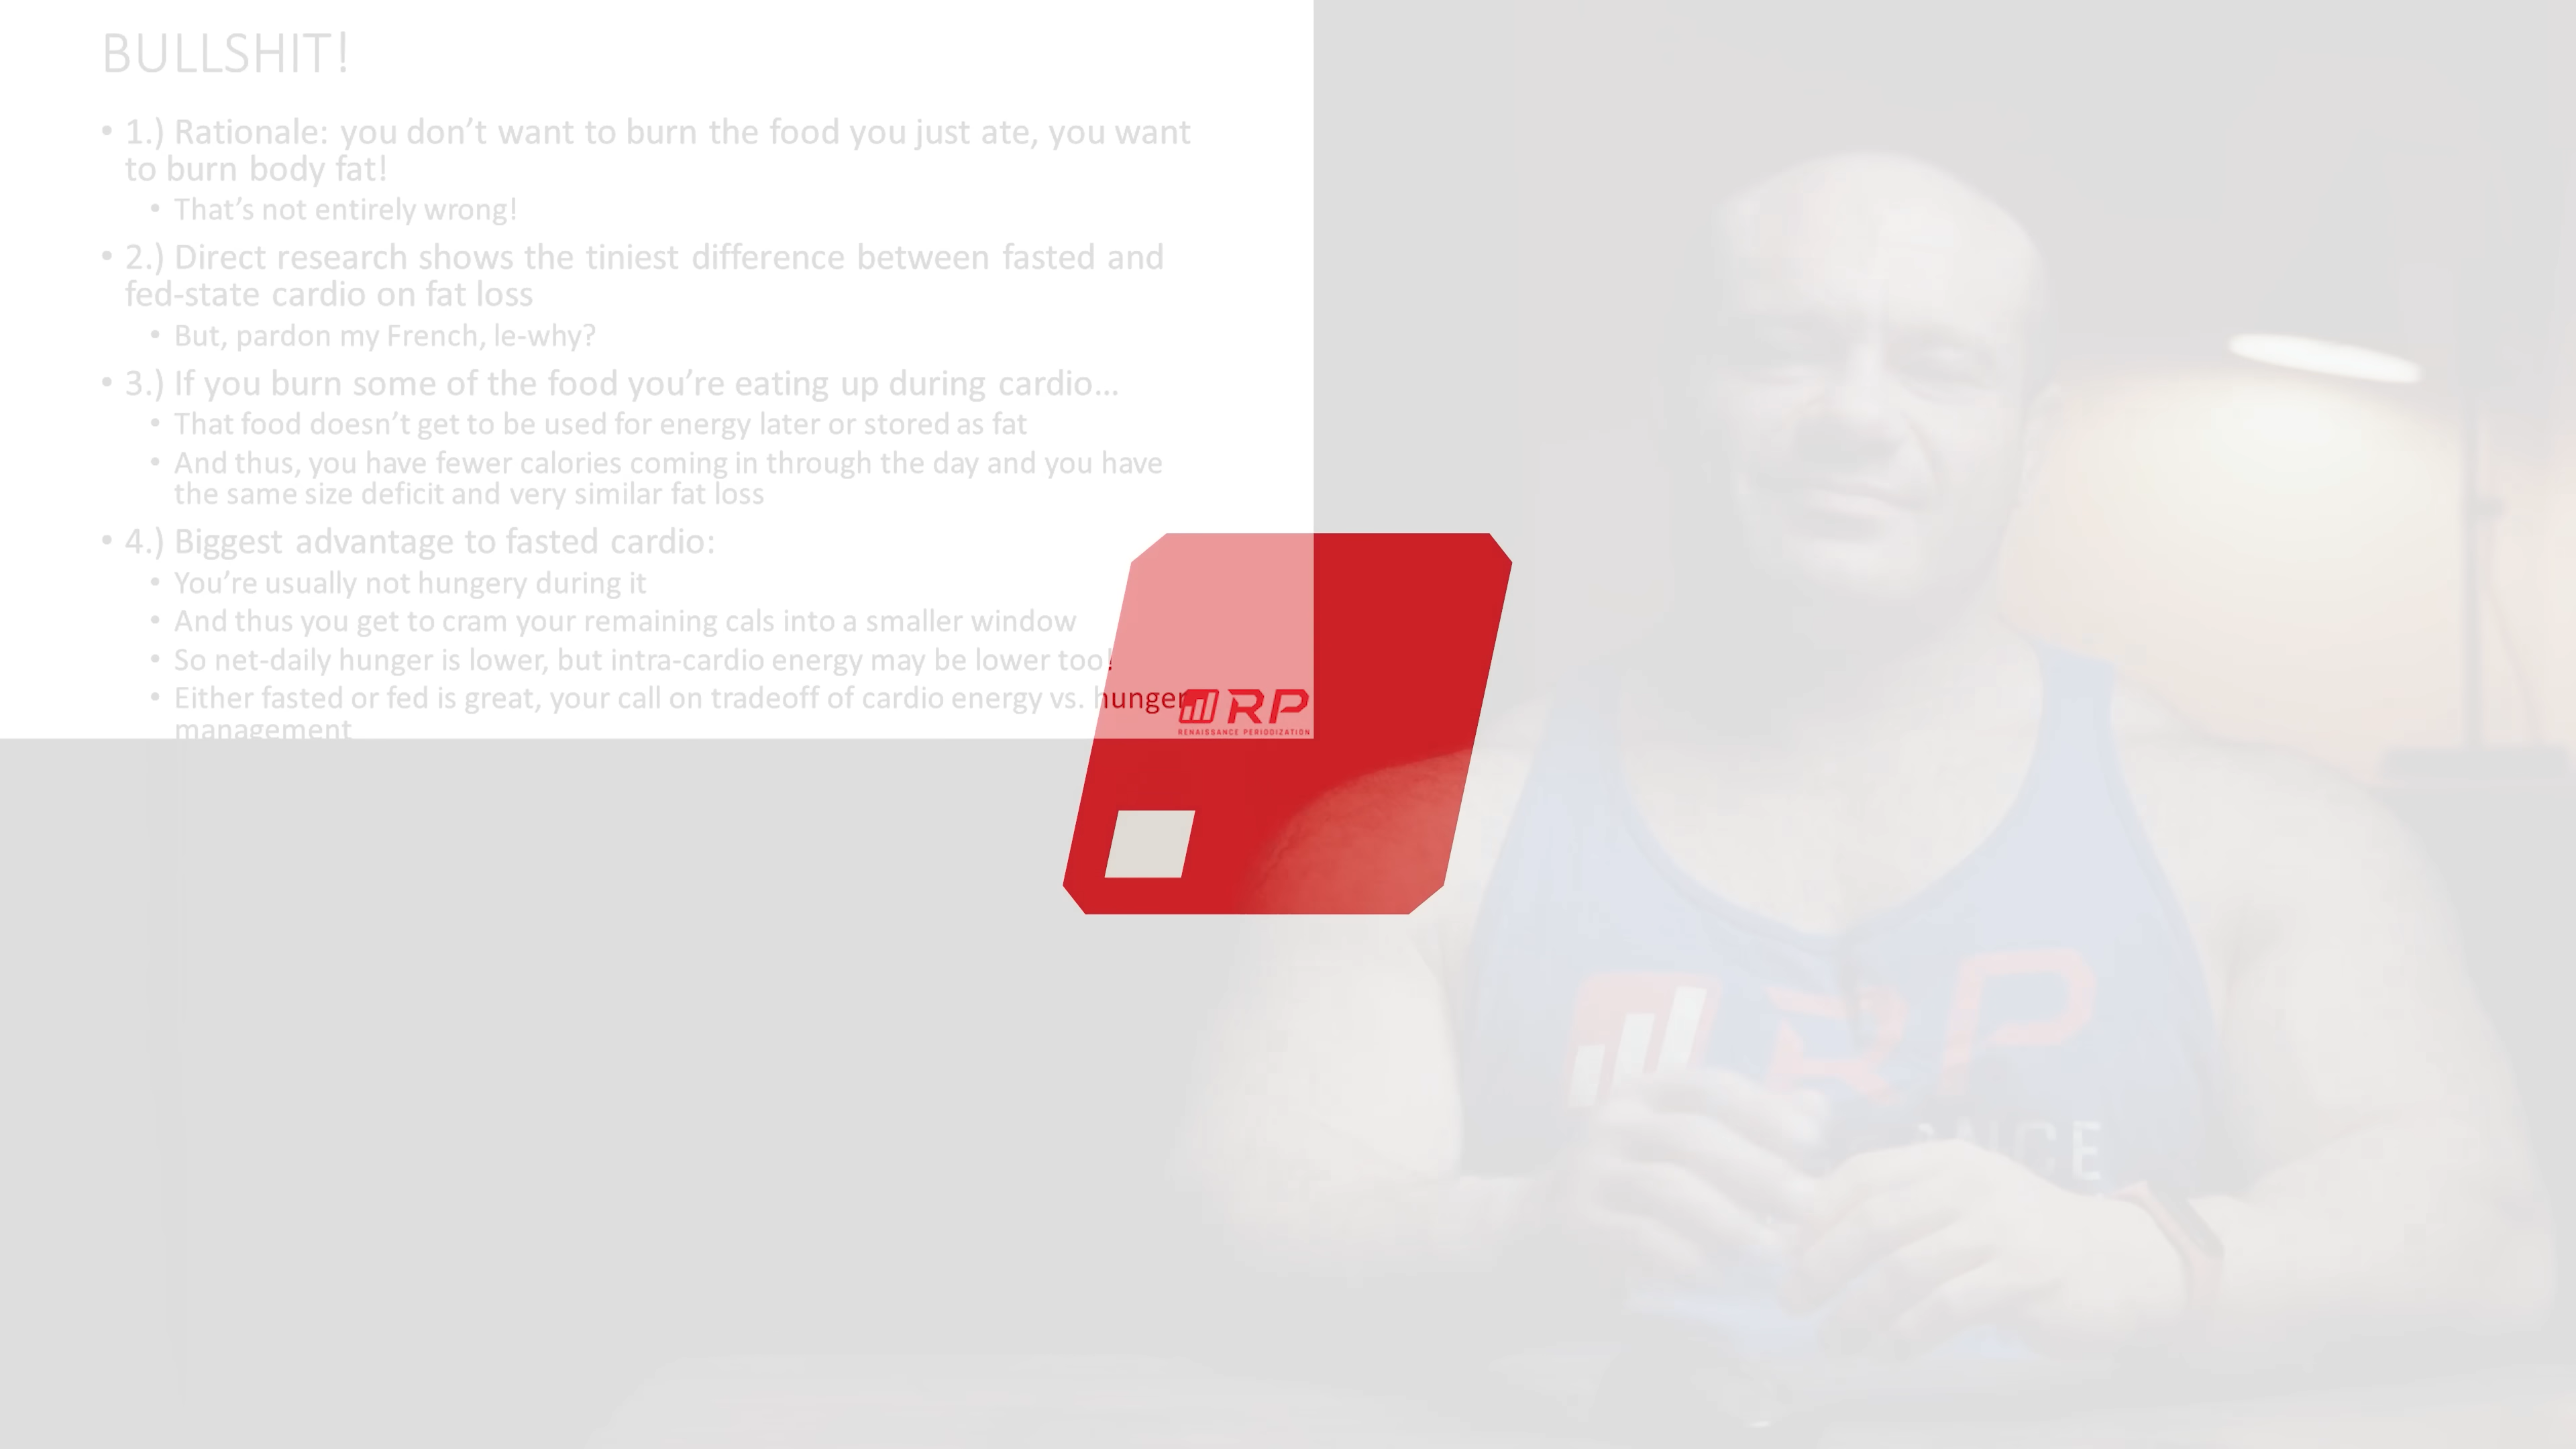 BULLSHIT!
• 1.) Rationale: you don’t want to burn the food you just ate, you want
to burn body fat!
• That’s not entirely wrong!
• 2.) Direct research shows the tiniest difference between fasted and
fed-state cardio on fat loss
• But, pardon my French, le-why?
• 3.) If you burn some of the food you’re eating up during cardio…
• That food doesn’t get to be used for energy later or stored as fat
• And thus, you have fewer calories coming in through the day and you have
the same size deficit and very similar fat loss
• 4.) Biggest advantage to fasted cardio:
• You’re usually not hungery during it
• And thus you get to cram your remaining cals into a smaller window
• So net-daily hunger is lower, but intra-cardio energy may be lower too!
• Either fasted or fed is great, your call on tradeoff of cardio energy vs. hunger
management
RP
RENAISSANCE PERIODIZATION
RP
NCE